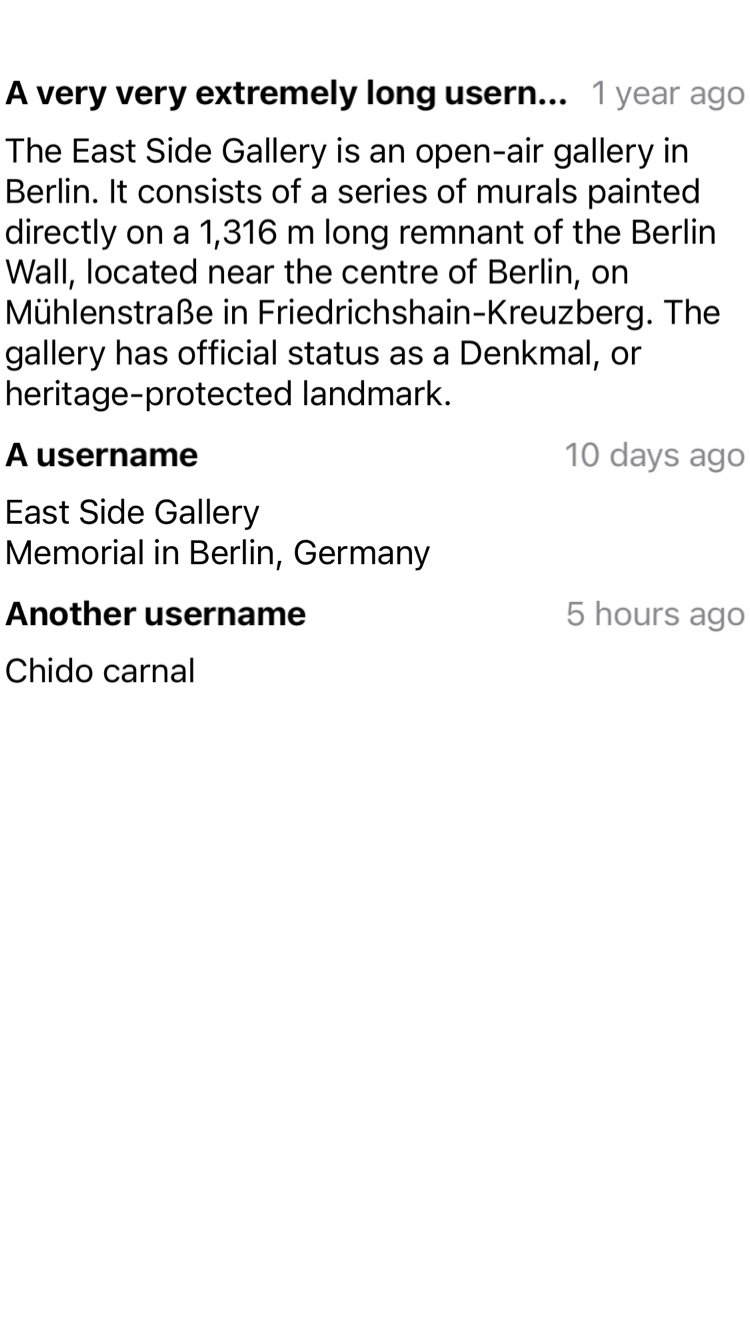 A very very extremely long usern... 1 year ago
The East Side Gallery is an open-air gallery in
Berlin. It consists of a series of murals painted
directly on a 1,316 m long remnant of the Berlin
Wall, located near the centre of Berlin, on
Mühlenstraße in Friedrichshain-Kreuzberg. The
gallery has official status as a Denkmal, or
heritage-protected landmark.
A username 10 days ago
East Side Gallery
Memorial in Berlin, Germany
Another username 5 hours ago
Chido carnal